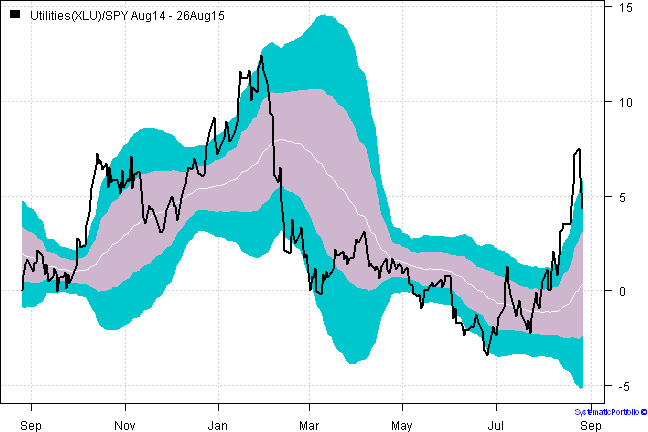 Utilities(XLU)/SPY Aug14 - 26Aug15
15
10
5
0
-5
Sep Nov Jan Mar May Jul Sep
SystematicPortfolio ©